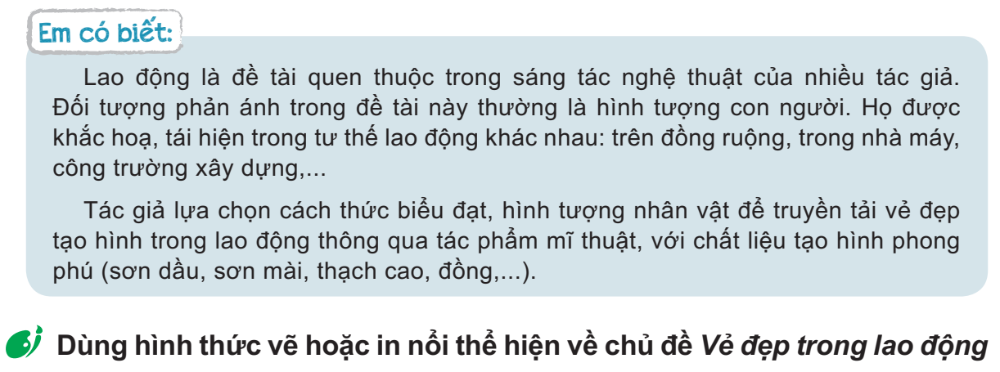 Em có biết:
Lao động là đề tài quen thuộc trong sáng tác nghệ thuật của nhiều tác giả.
Đối tượng phản ánh trong đề tài này thường là hình tượng con người. Họ được
khắc hoạ, tái hiện trong tư thế lao động khác nhau: trên đồng ruộng, trong nhà máy,
công trường xây dựng,...
Tác giả lựa chọn cách thức biểu đạt, hình tượng nhân vật để truyền tải vẻ đẹp
tạo hình trong lao động thông qua tác phẩm mĩ thuật, với chất liệu tạo hình phong
phú (sơn dầu, sơn mài, thạch cao, đồng,...).
Dùng hình thức vẽ hoặc in nổi thể hiện về chủ đề Vẻ đẹp trong lao động